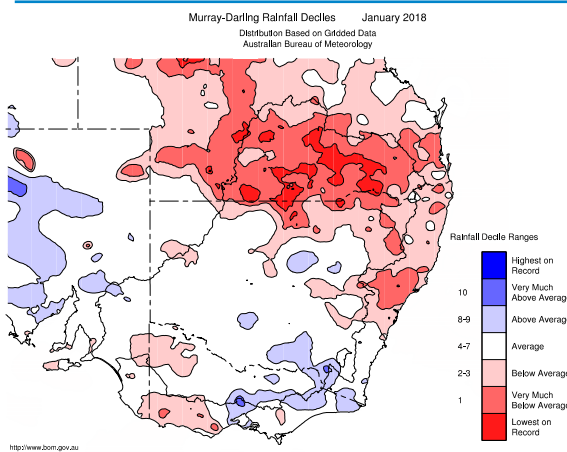 Murray-Darling Rainfall Deciles January 2018
Distribution Based on Gridded Data
Australian Bureau of Meteorology
Rainfall Decile Ranges
Highest on
Record
10 Very Much
Above Average
8-9 Above Average
4-7 Average
2-3 Below Average
1 Very Much
Below Average
Lowest on
Record
http://www.bom.gov.au